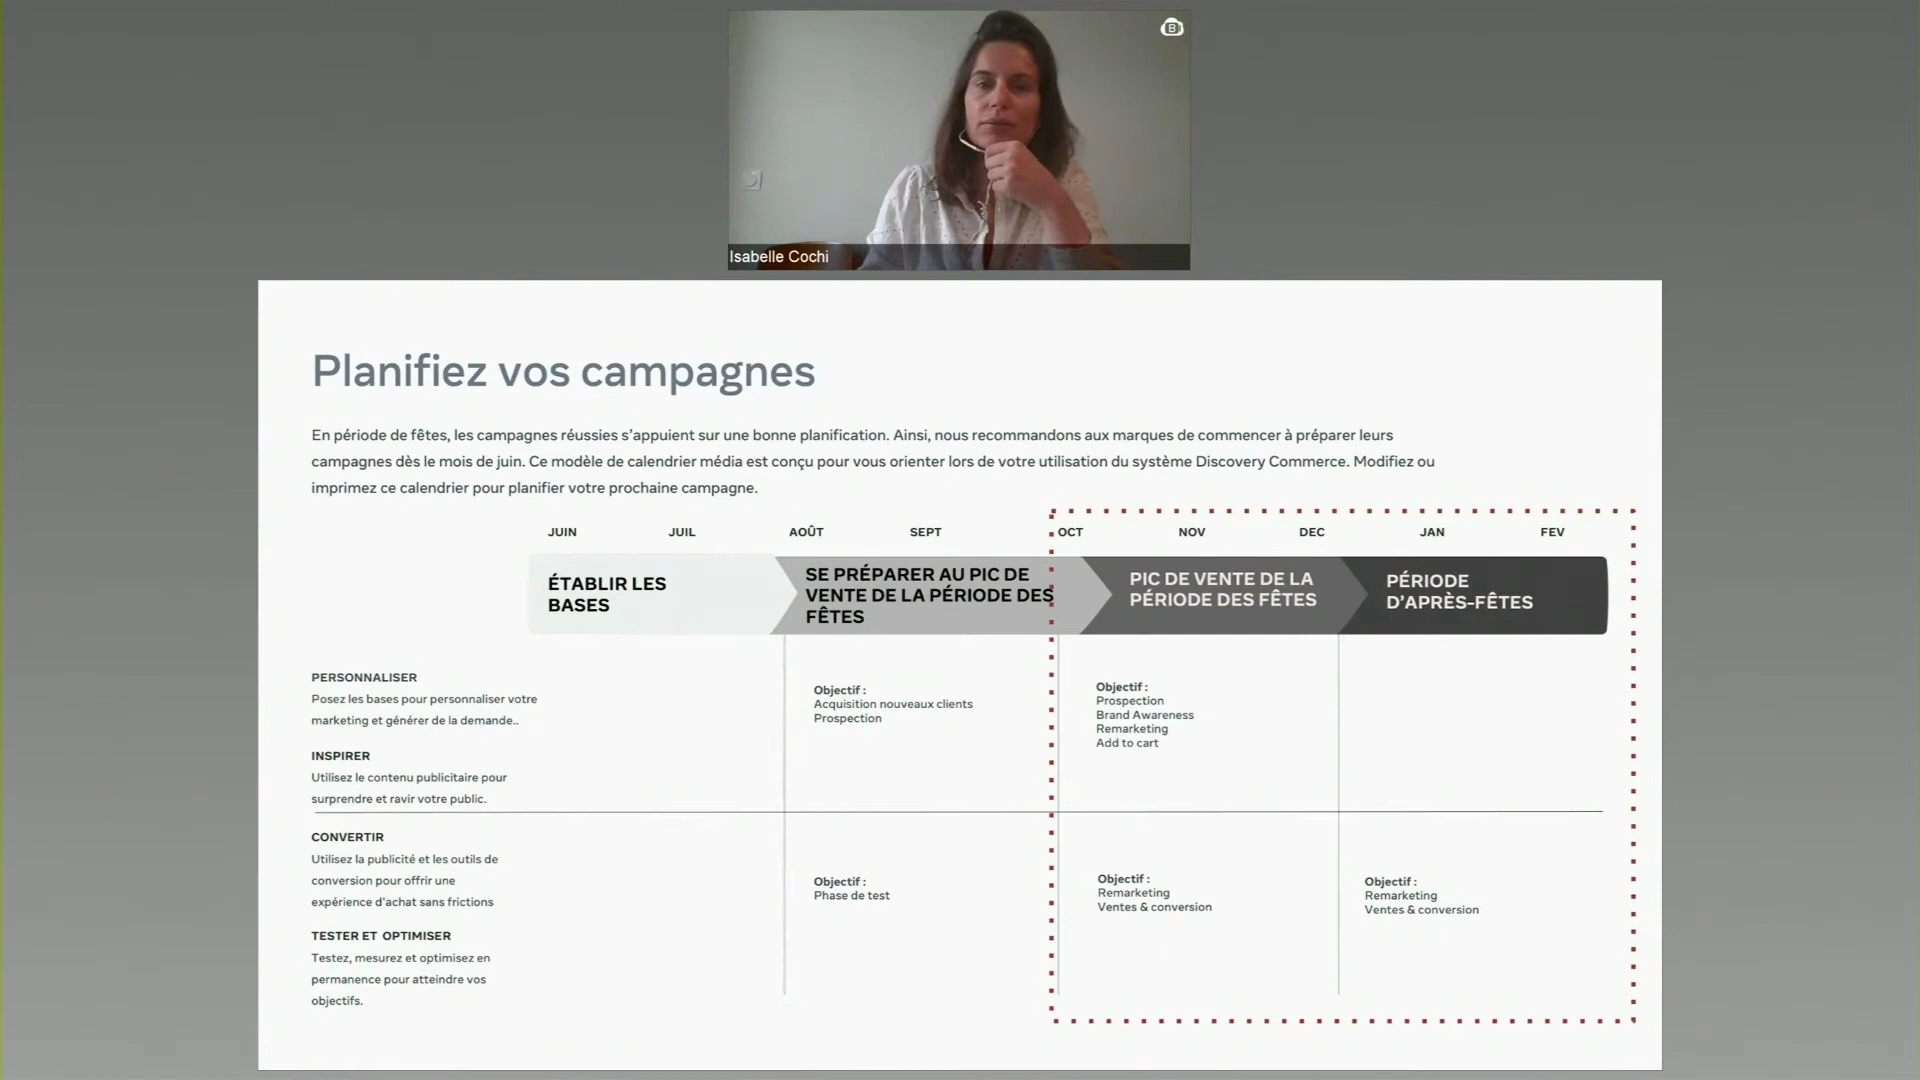 B
Isabelle Cochi
Planifiez vos campagnes
En période de fêtes, les campagnes réussies s’appuient sur une bonne planification. Ainsi, nous recommandons aux marques de commencer à préparer leurs
campagnes dès le mois de juin. Ce modèle de calendrier média est conçu pour vous orienter lors de votre utilisation du système Discovery Commerce. Modifiez ou
imprimez ce calendrier pour planifier votre prochaine campagne.
JUIN JUIL AOÛT SEPT OCT NOV DEC JAN FEV
ÉTABLIR LES
BASES
SE PRÉPARER AU PIC DE
VENTE DE LA PÉRIODE DES
FÊTES
PIC DE VENTE DE LA
PÉRIODE DES FÊTES
PÉRIODE
D’APRÈS-FÊTES
PERSONNALISER
Posez les bases pour personnaliser votre
marketing et générer de la demande..
INSPIRER
Utilisez le contenu publicitaire pour
surprendre et ravir votre public.
Objectif :
Acquisition nouveaux clients
Prospection
Objectif :
Prospection
Brand Awareness
Remarketing
Add to cart
CONVERTIR
Utilisez la publicité et les outils de
conversion pour offrir une
expérience d'achat sans frictions
TESTER ET OPTIMISER
Testez, mesurez et optimisez en
permanence pour atteindre vos
objectifs.
Objectif :
Phase de test
Objectif :
Remarketing
Ventes & conversion
Objectif :
Remarketing
Ventes & conversion